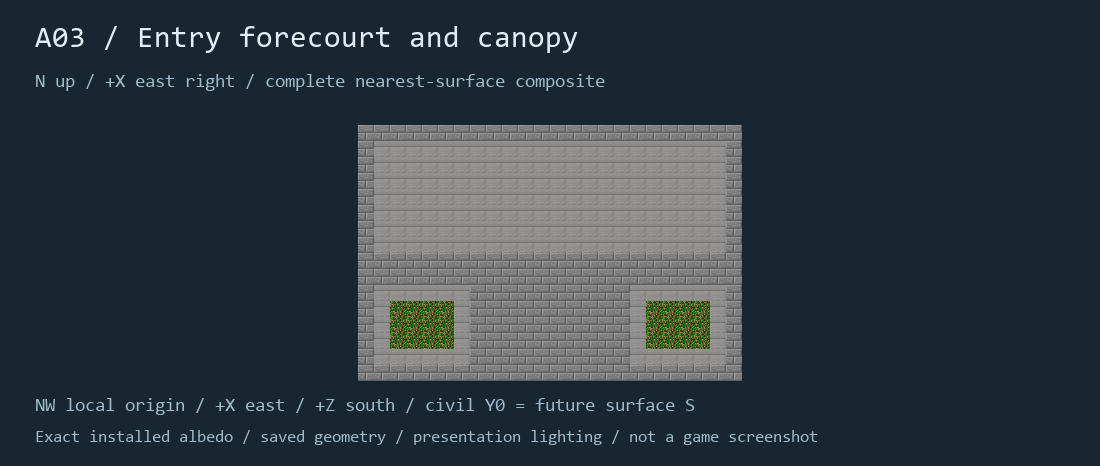 A03 / Entry forecourt and canopy
N up / +X east right / complete nearest-surface composite
NW local origin / +X east / +Z south / civil Y0 = future surface S
Exact installed albedo / saved geometry / presentation lighting / not a game screenshot